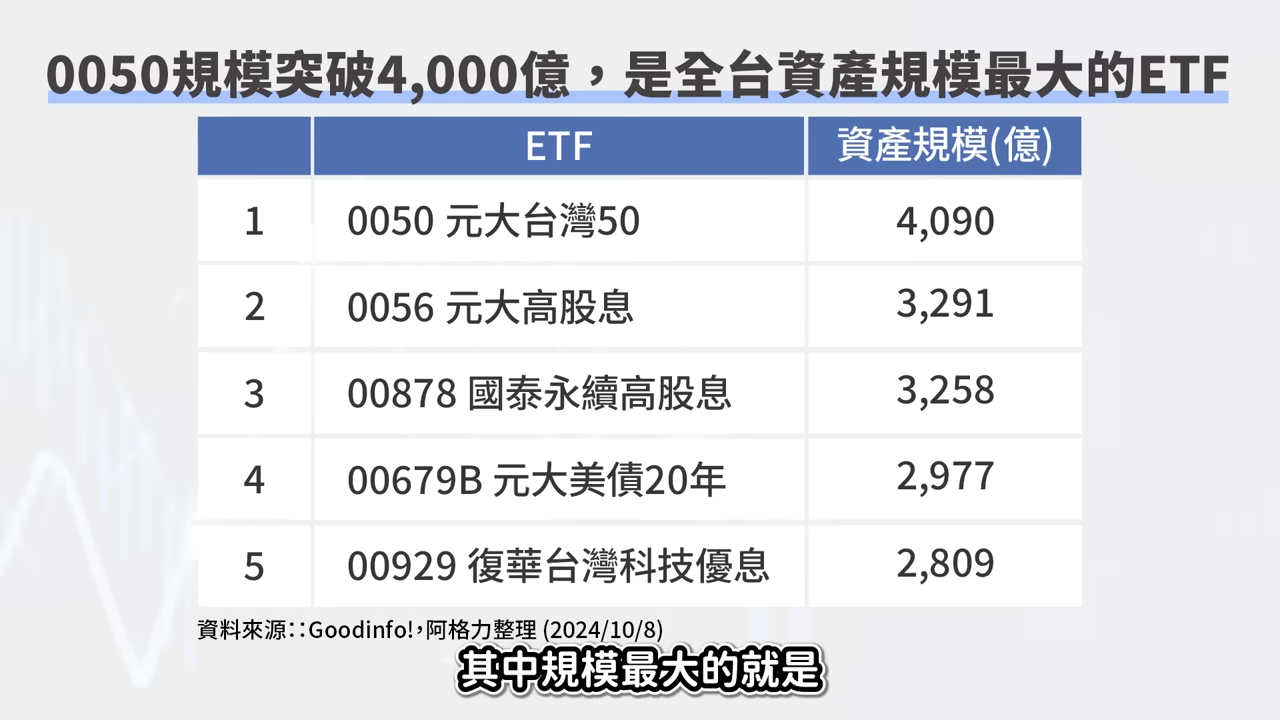 0050規模突破4,000億，是全台資產規模最大的ETF
ETF 資產規模(億)
1 0050 元大台灣50 4,090
2 0056 元大高股息 3,291
3 00878 國泰永續高股息 3,258
4 00679B 元大美債20年 2,977
5 00929 復華台灣科技優息 2,809
資料來源：：Goodinfo!，阿格力整理 (2024/10/8)
其中規模最大的就是